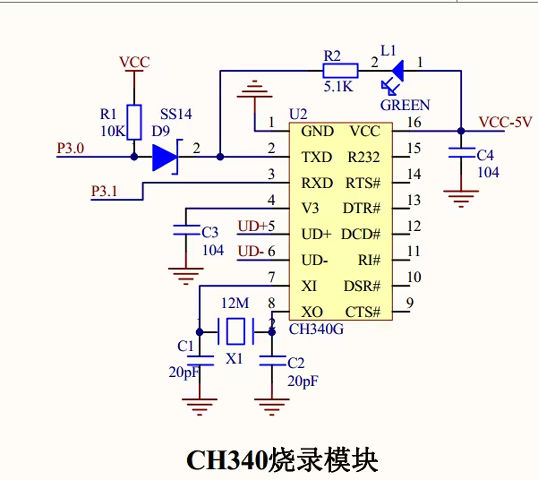 R2
L1
VCC
2
1
5.1K
R1
SS14
U2
GREEN
10K
D9
1
GND
VCC
16
VCC-5V
P3.0
2
2
TXD
R232
15
C4
3
RXD
RTS#
14
104
P3.1
4
V3
DTR#
13
C3
UD+
5
UD+
DCD#
12
104
UD-
6
UD-
RI#
11
7
XI
DSR#
10
12M
8
XO
CTS#
9
1
2
CH340G
C1
X1
C2
20pF
20pF
CH340烧录模块